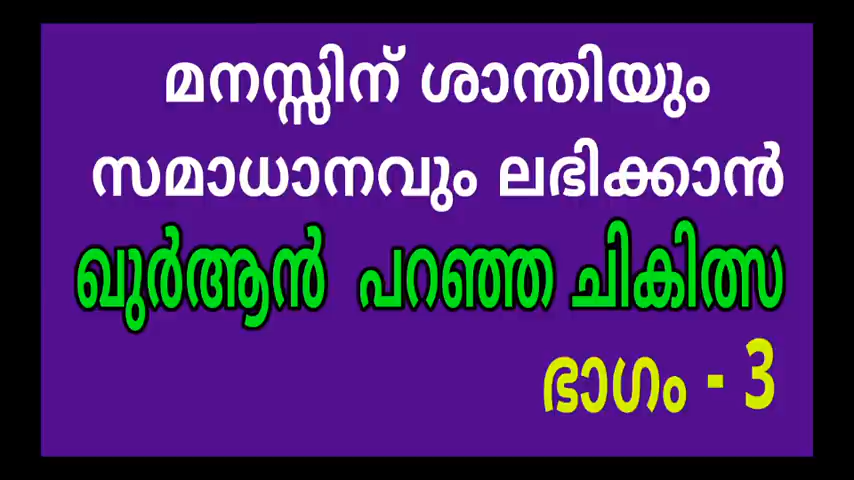 മനസ്സിന് ശാന്തിയും
സമാധാനവും ലഭിക്കാൻ
ഖുർആൻ പറഞ്ഞ ചികിത്സ
ഭാഗം - 3